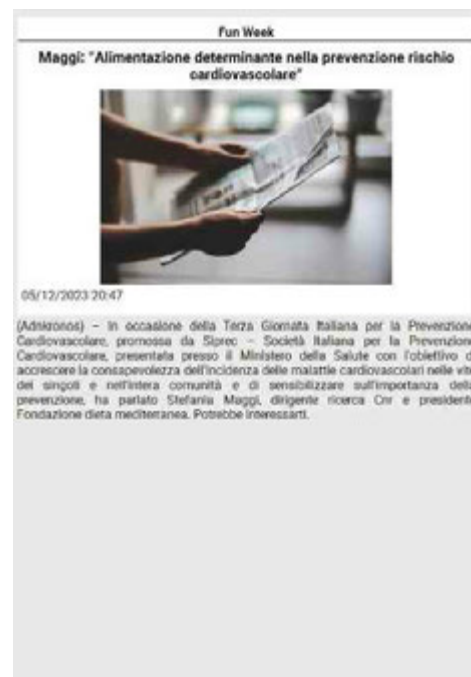 Fun Week
Maggi: "Alimentazione determinante nella prevenzione rischio
cardiovascolare"
05/12/2023 20:47
(Adnkronos) – In occasione della Terza Giornata Italiana per la Prevenzione
Cardiovascolare, promossa da Siprec – Società Italiana per la Prevenzione
Cardiovascolare, presentata presso il Ministero della Salute con l'obiettivo d
accrescere la consapevolezza dell'incidenza delle malattie cardiovascolari nelle vite
dei singoli e nell'intera comunità e di sensibilizzare sull'importanza della
prevenzione, ha parlato Stefania Maggi, dirigente ricerca Cnr e presidente
Fondazione dieta mediterranea. Potrebbe interessarti.